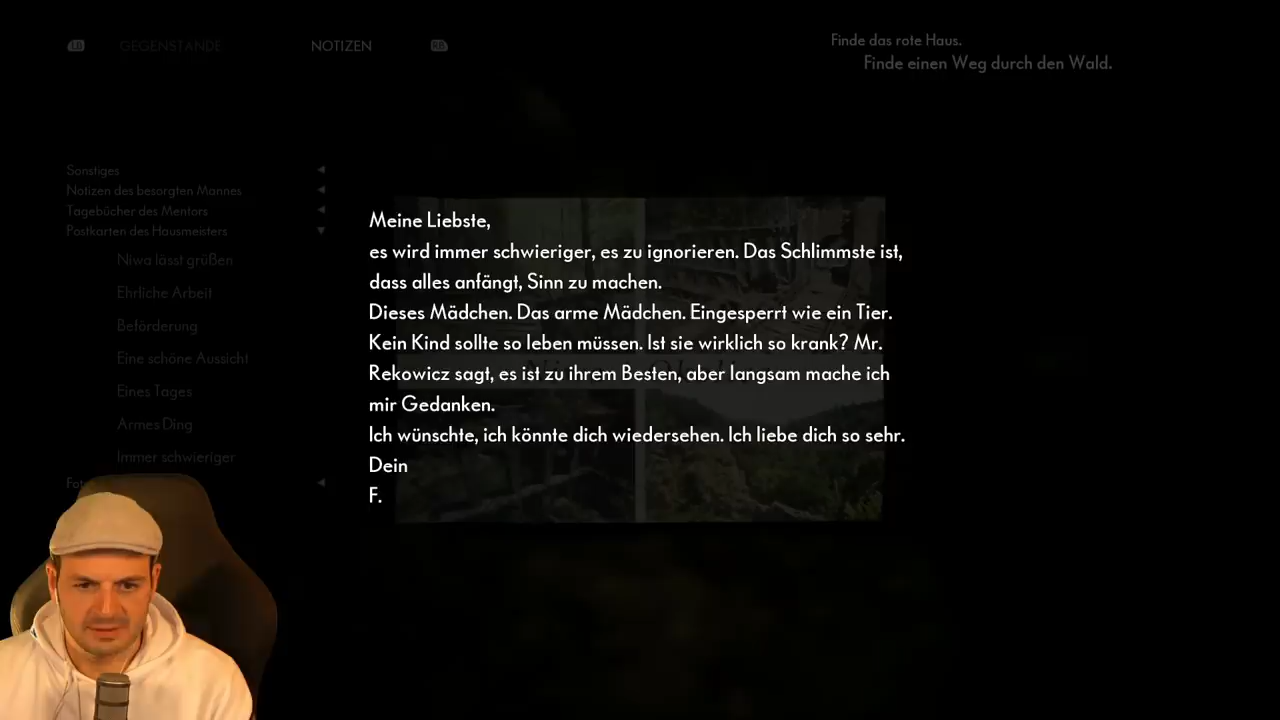 LB GEGENSTÄNDE NOTIZEN RB
Finde das rote Haus.
Finde einen Weg durch den Wald.
Sonstiges
Notizen des besorgten Mannes
Tagebücher des Mentors
Postkarten des Hausmeisters
Niwa lässt grüßen
Ehrliche Arbeit
Beförderung
Eine schöne Aussicht
Eines Tages
Armes Ding
Immer schwieriger
Meine Liebste,
es wird immer schwieriger, es zu ignorieren. Das Schlimmste ist,
dass alles anfängt, Sinn zu machen.
Dieses Mädchen. Das arme Mädchen. Eingesperrt wie ein Tier.
Kein Kind sollte so leben müssen. Ist sie wirklich so krank? Mr.
Rekowicz sagt, es ist zu ihrem Besten, aber langsam mache ich
mir Gedanken.
Ich wünschte, ich könnte dich wiedersehen. Ich liebe dich so sehr.
Dein
F.